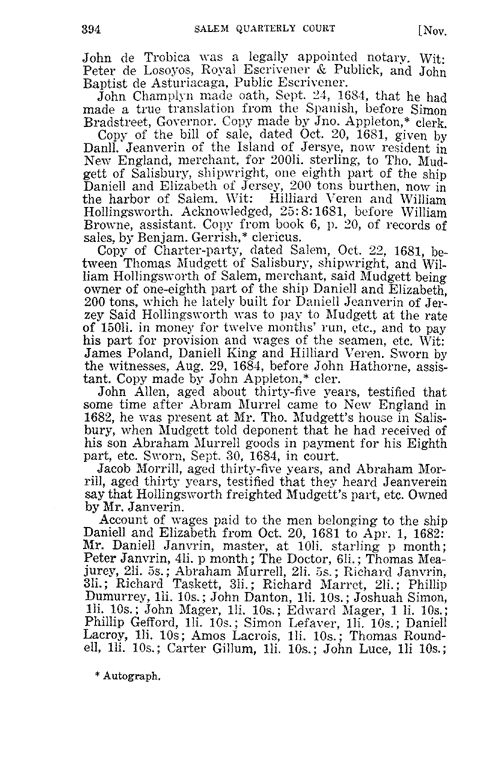 394 SALEM QUARTERLY COURT [Nov.
John de Trobica was a legally appointed notary. Wit:
Peter de Losoyos, Royal Escrivener & Publick, and John
Baptist de Asturiacaga, Public Escrivener.
John Champlyn made oath, Sept. 24, 1684, that he had
made a true translation from the Spanish, before Simon
Bradstreet, Governor. Copy made by Jno. Appleton,* clerk.
Copy of the bill of sale, dated Oct. 20, 1681, given by
Danll. Jeanverin of the Island of Jersye, now resident in
New England, merchant, for 200li. sterling, to Tho. Mud-
gett of Salisbury, shipwright, one eighth part of the ship
Daniell and Elizabeth of Jersey, 200 tons burthen, now in
the harbor of Salem. Wit: Hilliard Veren and William
Hollingsworth. Acknowledged, 25:8:1681, before William
Browne, assistant. Copy from book 6, p. 20, of records of
sales, by Benjam. Gerrish,* clericus.
Copy of Charter-party, dated Salem, Oct. 22, 1681, be-
tween Thomas Mudgett of Salisbury, shipwright, and Wil-
liam Hollingsworth of Salem, merchant, said Mudgett being
owner of one-eighth part of the ship Daniell and Elizabeth,
200 tons, which he lately built for Daniell Jeanverin of Jer-
zey Said Hollingsworth was to pay to Mudgett at the rate
of 150li. in money for twelve months' run, etc., and to pay
his part for provision and wages of the seamen, etc. Wit:
James Poland, Daniell King and Hilliard Veren. Sworn by
the witnesses, Aug. 29, 1684, before John Hathorne, assis-
tant. Copy made by John Appleton,* cler.
John Allen, aged about thirty-five years, testified that
some time after Abram Murrel came to New England in
1682, he was present at Mr. Tho. Mudgett's house in Salis-
bury, when Mudgett told deponent that he had received of
his son Abraham Murrell goods in payment for his Eighth
part, etc. Sworn, Sept. 30, 1684, in court.
Jacob Morrill, aged thirty-five years, and Abraham Mor-
rill, aged thirty years, testified that they heard Jeanverein
say that Hollingsworth freighted Mudgett's part, etc. Owned
by Mr. Janverin.
Account of wages paid to the men belonging to the ship
Daniell and Elizabeth from Oct. 20, 1681 to Apr. 1, 1682:
Mr. Daniell Janvrin, master, at 10li. starling p month;
Peter Janvrin, 4li. p month; The Doctor, 6li.; Thomas Mea-
jurey, 2li. 5s.; Abraham Murrell, 2li. 5s.; Richard Janvrin,
3li.; Richard Taskett, 3li.; Richard Marret, 2li.; Phillip
Dumurrey, 1li. 10s.; John Danton, 1li. 10s.; Joshuah Simon,
1li. 10s.; John Mager, 1li. 10s.; Edward Mager, 1 li. 10s.;
Phillip Gefford, 1li. 10s.; Simon Lefaver, 1li. 10s.; Daniell
Lacroy, 1li. 10s; Amos Lacrois, 1li. 10s.; Thomas Round-
ell, 1li. 10s.; Carter Gillum, 1li. 10s.; John Luce, 1li 10s.;
* Autograph.